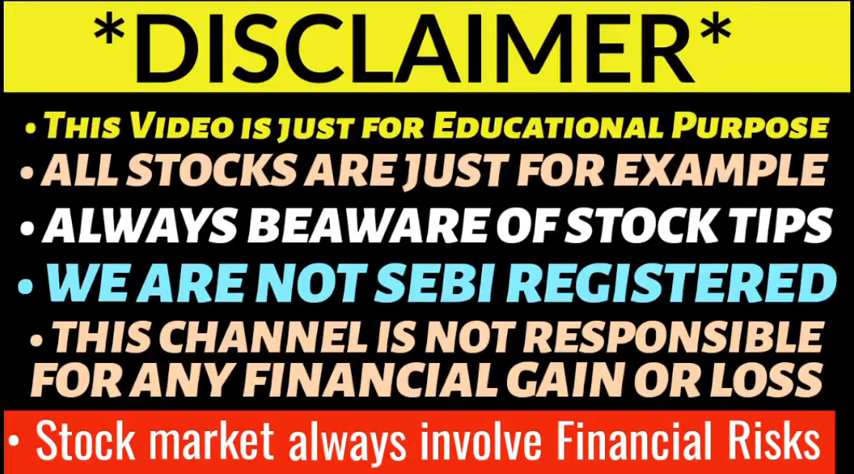 *DISCLAIMER*
• This Video is just for Educational Purpose
• ALL STOCKS ARE JUST FOR EXAMPLE
• ALWAYS BEAWARE OF STOCK TIPS
• WE ARE NOT SEBI REGISTERED
• THIS CHANNEL IS NOT RESPONSIBLE
FOR ANY FINANCIAL GAIN OR LOSS
• Stock market always involve Financial Risks